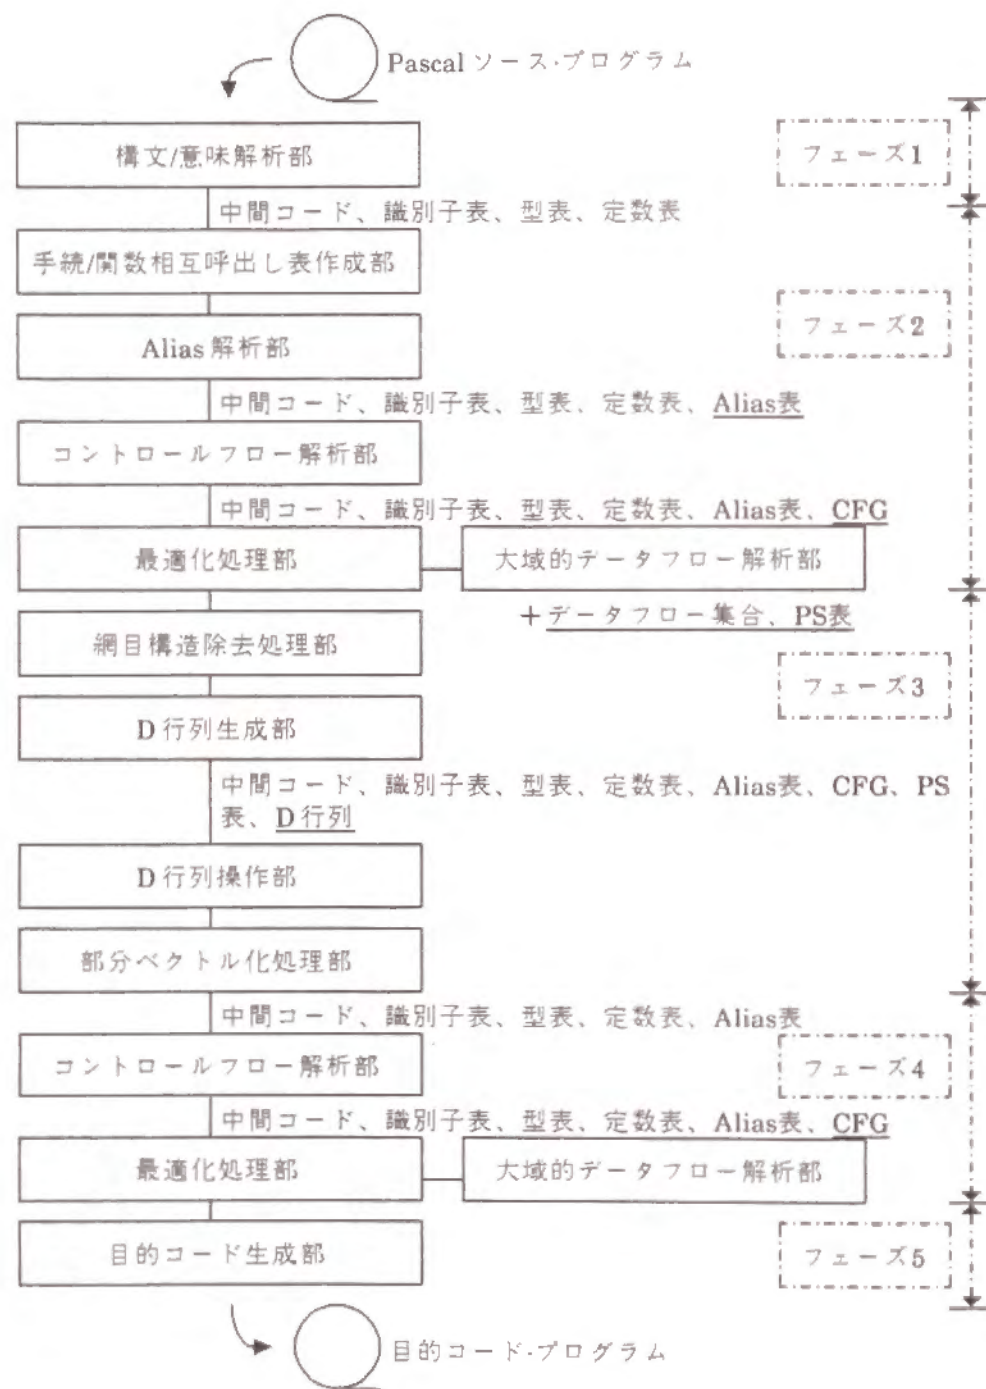 Pascal ソース・プログラム
構文/意味解析部
フェーズ1
中間コード、識別子表、型表、定数表
手続/関数相互呼出し表作成部
フェーズ2
Alias 解析部
中間コード、識別子表、型表、定数表、Alias表
コントロールフロー解析部
中間コード、識別子表、型表、定数表、Alias表、CFG
最適化処理部
大域的データフロー解析部
+データフロー集合、PS表
網目構造除去処理部
フェーズ3
D 行列生成部
中間コード、識別子表、型表、定数表、Alias表、CFG、PS
表、D 行列
D 行列操作部
部分ベクトル化処理部
中間コード、識別子表、型表、定数表、Alias表
コントロールフロー解析部
フェーズ4
中間コード、識別子表、型表、定数表、Alias表、CFG
最適化処理部
大域的データフロー解析部
目的コード生成部
フェーズ5
目的コード・プログラム